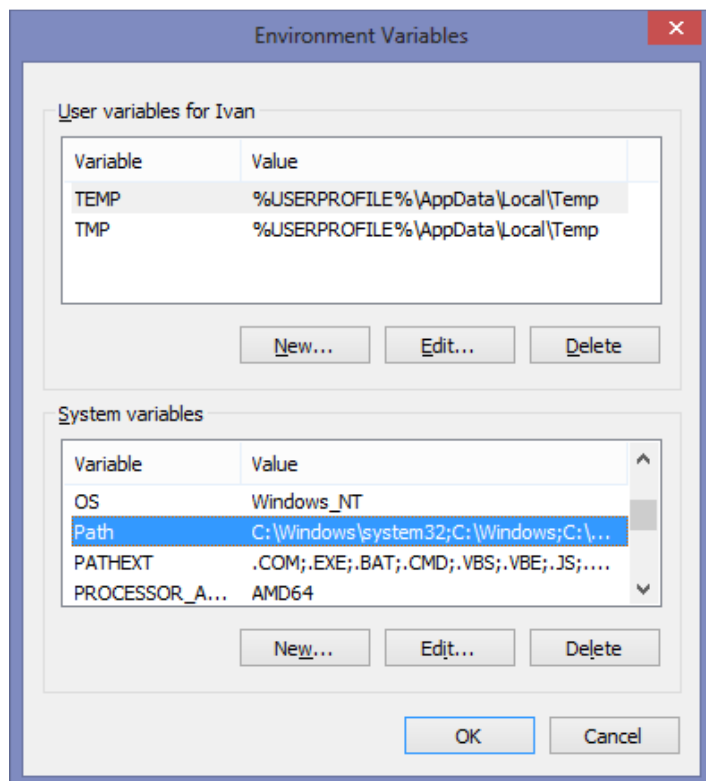 Environment Variables
User variables for Ivan
Variable Value
TEMP %USERPROFILE%\AppData\Local\Temp
TMP %USERPROFILE%\AppData\Local\Temp
New... Edit... Delete
System variables
Variable Value
OS Windows_NT
Path C:\Windows\system32;C:\Windows;C:\...
PATHEXT .COM;.EXE;.BAT;.CMD;.VBS;.VBE;.JS;....
PROCESSOR_A... AMD64
New... Edit... Delete
OK Cancel